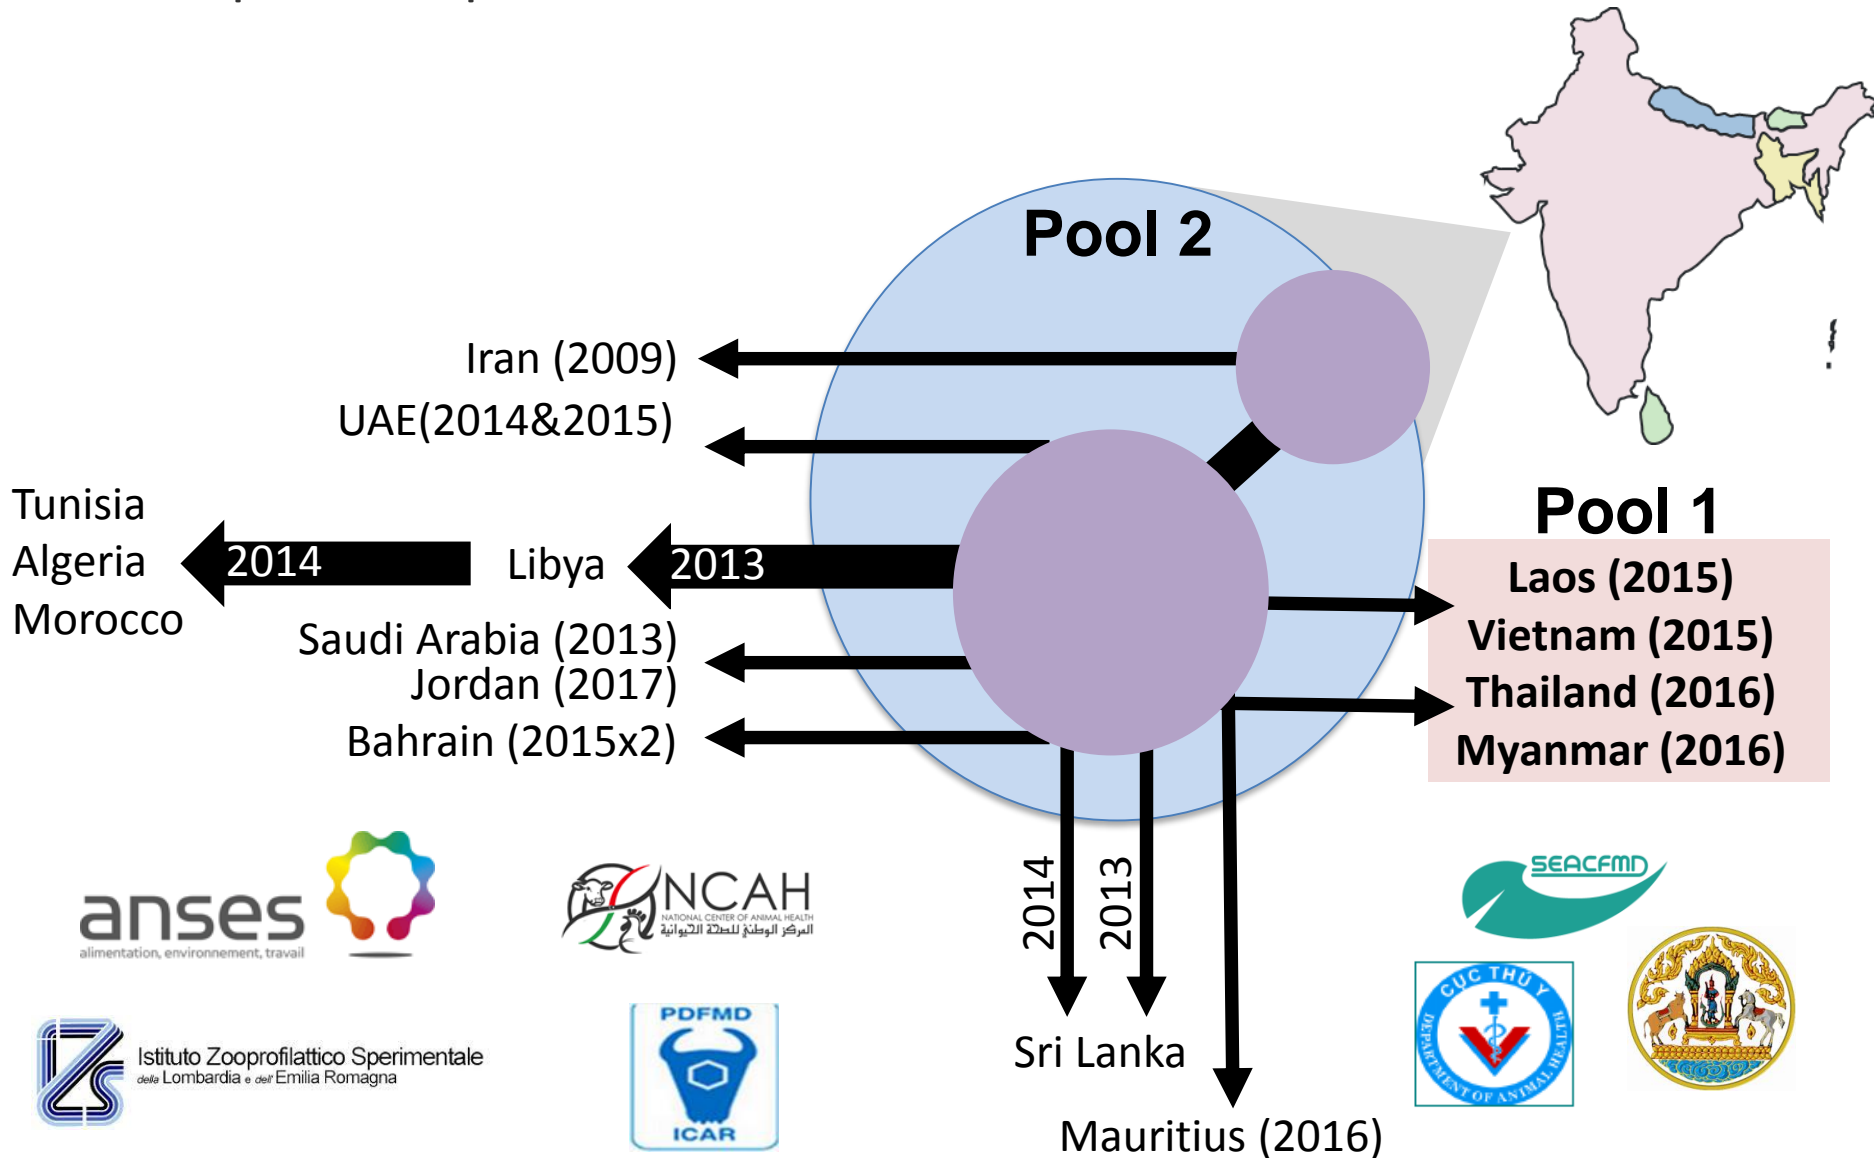 Pool 2
Iran (2009)
UAE(2014&2015)
Tunisia
Algeria
Morocco
2014
Libya
2013
Saudi Arabia (2013)
Jordan (2017)
Bahrain (2015x2)
Pool 1
Laos (2015)
Vietnam (2015)
Thailand (2016)
Myanmar (2016)
2014
2013
Sri Lanka
Mauritius (2016)
anses
alimentation, environnement, travail
NCAH
NATIONAL CENTER OF ANIMAL HEALTH
المركز الوطني للصحة الحيوانية
Istituto Zooprofilattico Sperimentale
della Lombardia e dell'Emilia Romagna
PDFMD
ICAR
SEACFMD
CỤC THÚ Y
DEPARTMENT OF ANIMAL HEALTH